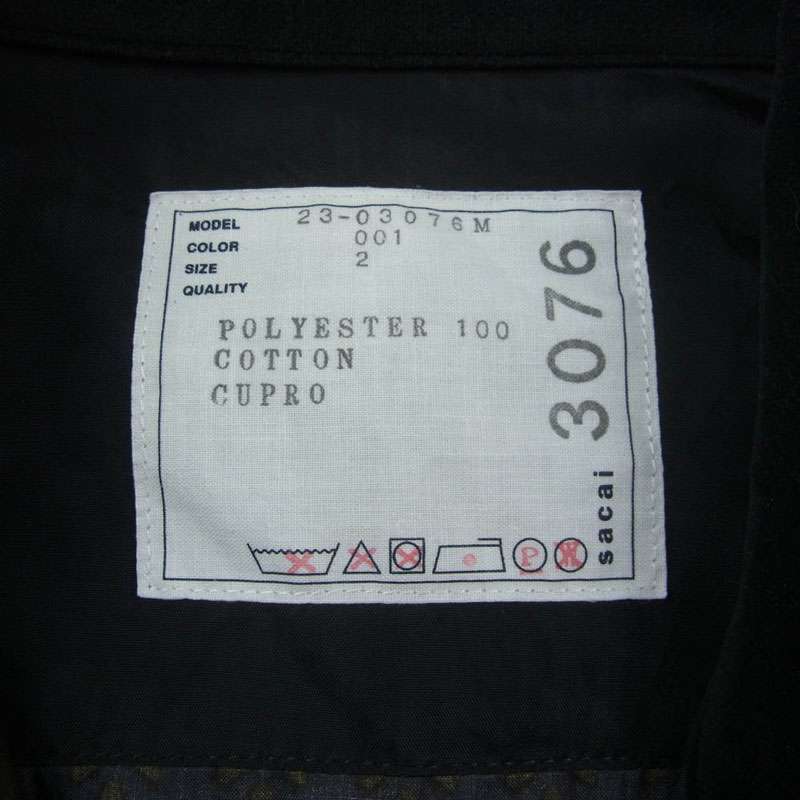 MODEL 23-03076M
COLOR 001
SIZE 2
QUALITY
POLYESTER 100
COTTON
CUPRO
3076
sacai
P
W